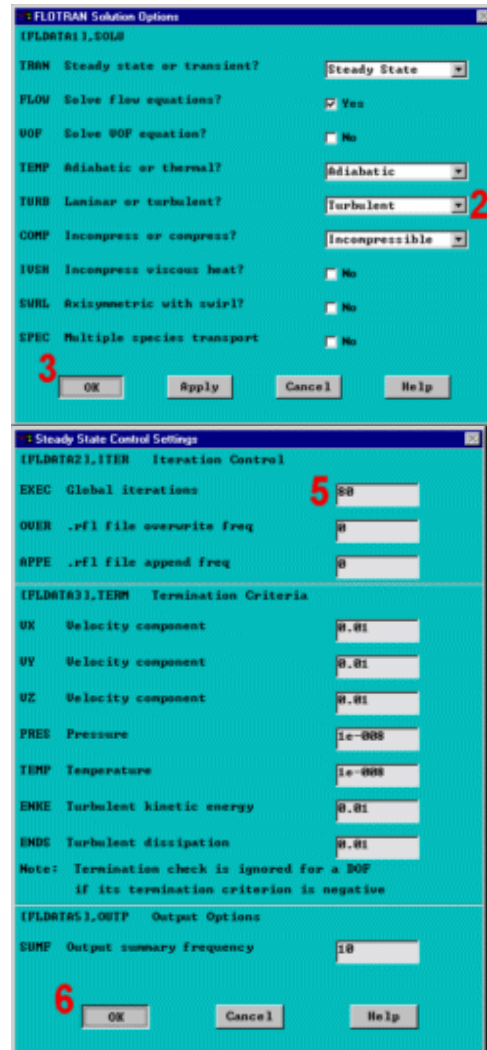 FLOTRAN Solution Options
[FLDATA1],SOLU
TRAN Steady state or transient? Steady State
FLOW Solve flow equations? Yes
VOF Solve VOF equation? No
TEMP Adiabatic or thermal? Adiabatic
TURB Laminar or turbulent? Turbulent 2
COMP Incompress or compress? Incompressible
IVSH Incompress viscous heat? No
SWRL Axisymmetric with swirl? No
SPEC Multiple species transport No
3 OK Apply Cancel Help
Steady State Control Settings
[FLDATA2],ITER Iteration Control
EXEC Global iterations 5 80
OVER .rfl file overwrite freq 0
APPE .rfl file append freq 0
[FLDATA3],TERM Termination Criteria
VX Velocity component 0.01
VY Velocity component 0.01
VZ Velocity component 0.01
PRES Pressure 1e-008
TEMP Temperature 1e-008
ENKE Turbulent kinetic energy 0.01
ENDS Turbulent dissipation 0.01
Note: Termination check is ignored for a DOF
if its termination criterion is negative
[FLDATA5],OUTP Output Options
SUMF Output summary frequency 10
6 OK Cancel Help